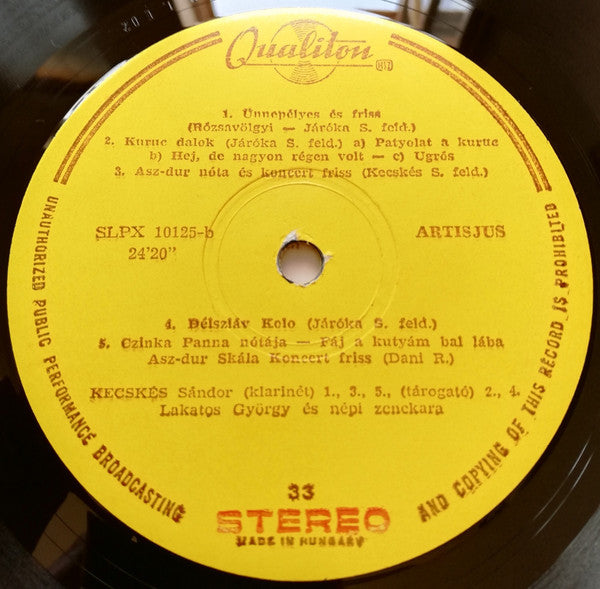 Qualiton
1. Ünnepélyes és friss
(Rózsavölgyi — Járóka S. feld.)
2. Kuruc dalok (Járóka S. feld.) a) Patyolat a kuruc
b) Hej, de nagyon régen volt — c) Ugrós
3. Asz-dur nóta és koncert friss (Kecskés S. feld.)
SLPX 10125-b
24'20"
ARTISJUS
4. Délszláv Kolo (Járóka S. feld.)
5. Czinka Panna nótája — Fáj a kutyám bal lába
Asz-dur Skála Koncert friss (Dani R.)
KECSKÉS Sándor (klarinét) 1., 3., 5., (tárogató) 2., 4.
Lakatos György és népi zenekara
33
STEREO
MADE IN HUNGARY
UNAUTHORIZED PUBLIC PERFORMANCE BROADCASTING
AND COPYING OF THIS RECORD IS PROHIBITED